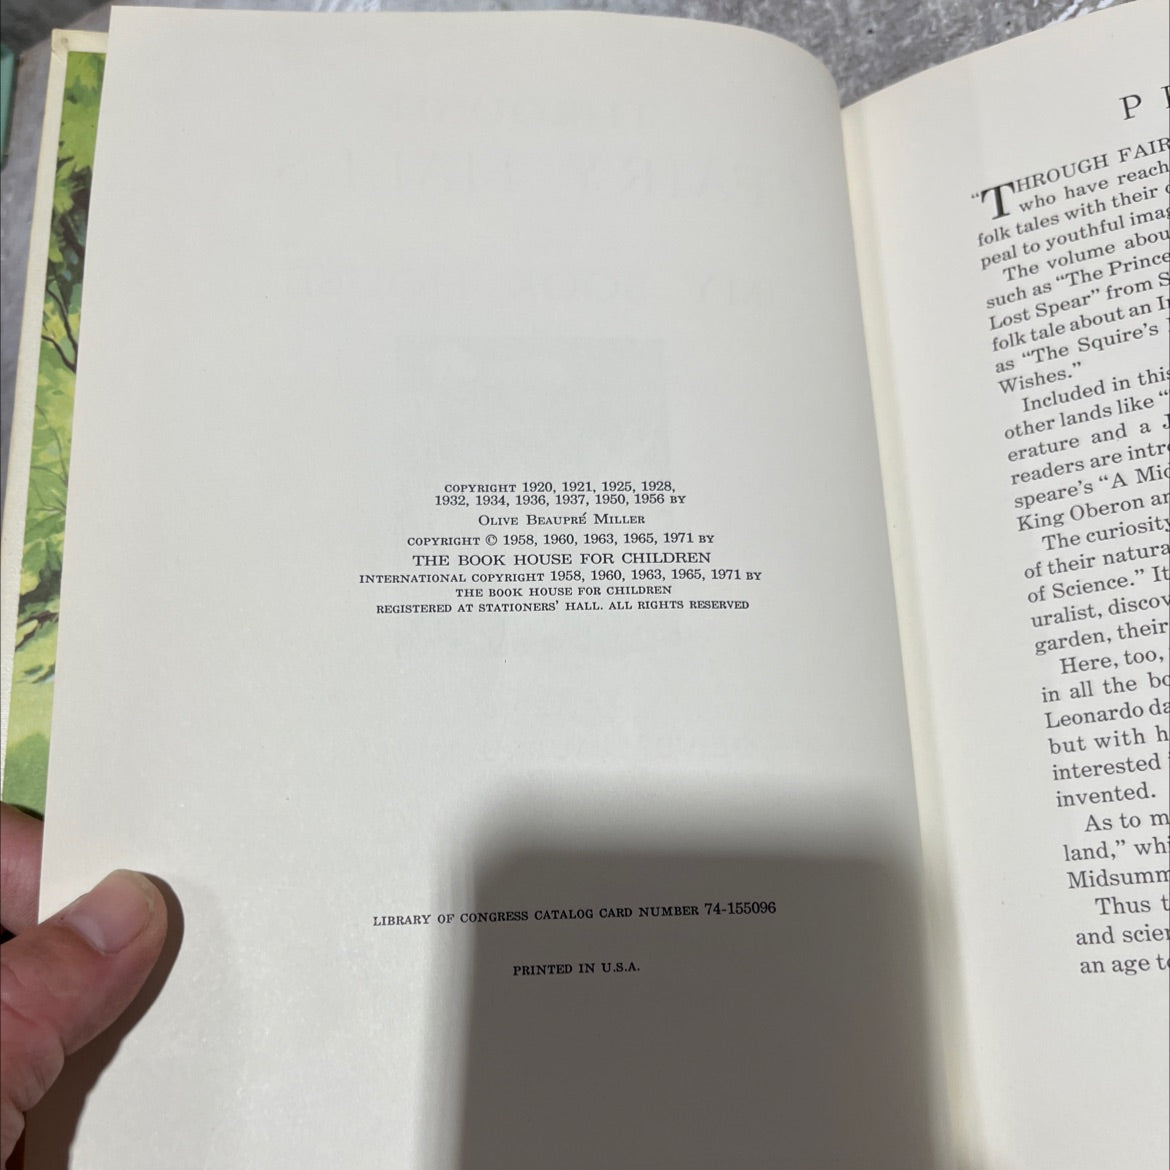 COPYRIGHT 1920, 1921, 1925, 1928,
1932, 1934, 1936, 1937, 1950, 1956 BY
OLIVE BEAUPRÉ MILLER
COPYRIGHT © 1958, 1960, 1963, 1965, 1971 BY
THE BOOK HOUSE FOR CHILDREN
INTERNATIONAL COPYRIGHT 1958, 1960, 1963, 1965, 1971 BY
THE BOOK HOUSE FOR CHILDREN
REGISTERED AT STATIONERS' HALL. ALL RIGHTS RESERVED
LIBRARY OF CONGRESS CATALOG CARD NUMBER 74-155096
PRINTED IN U.S.A.
P
"THROUGH FAIR
who have reach
folk tales with their
peal to youthful imag
The volume abou
such as "The Prince
Lost Spear" from S
folk tale about an I
as "The Squire's
Wishes."
Included in this
other lands like "
erature and a J
readers are intr
speare's "A Mid
King Oberon an
The curiosity
of their natura
of Science." It
uralist, discov
garden, their
Here, too,
in all the bo
Leonardo da
but with h
interested
invented.
As to m
land," whi
Midsumm
Thus t
and scien
an age to